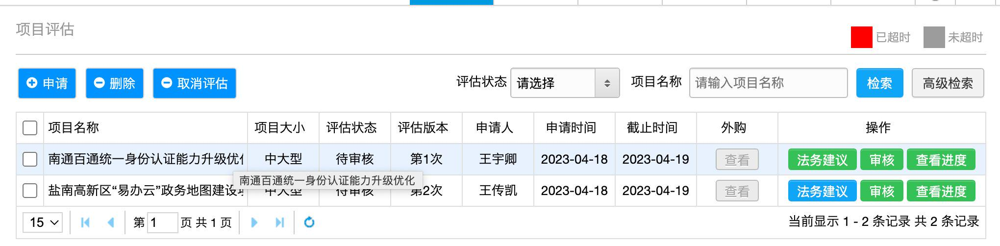 项目评估
已超时 未超时
申请 删除 取消评估 评估状态 请选择 项目名称 请输入项目名称 检索 高级检索
项目名称 项目大小 评估状态 评估版本 申请人 申请时间 截止时间 外购 操作
南通百通统一身份认证能力升级优 中大型 待审核 第1次 王宇卿 2023-04-18 2023-04-19 查看 法务建议 审核 查看进度
南通百通统一身份认证能力升级优化
盐南高新区“易办云”政务地图建设 中大型 待审核 第2次 王传凯 2023-04-18 2023-04-19 查看 法务建议 审核 查看进度
15 第 1 页 共 1 页 当前显示 1 - 2 条记录 共 2 条记录